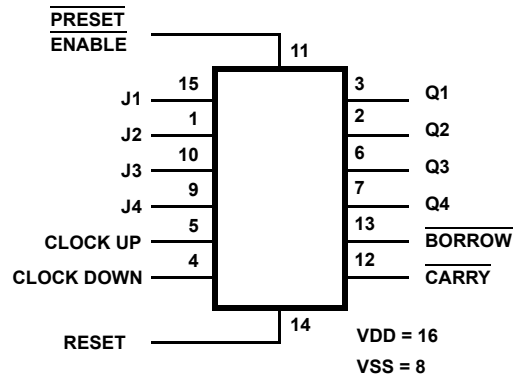 PRESET
ENABLE
11
J1 15 3 Q1
J2 1 2 Q2
J3 10 6 Q3
J4 9 7 Q4
CLOCK UP 5 13 BORROW
CLOCK DOWN 4 12 CARRY
RESET 14
VDD = 16
VSS = 8